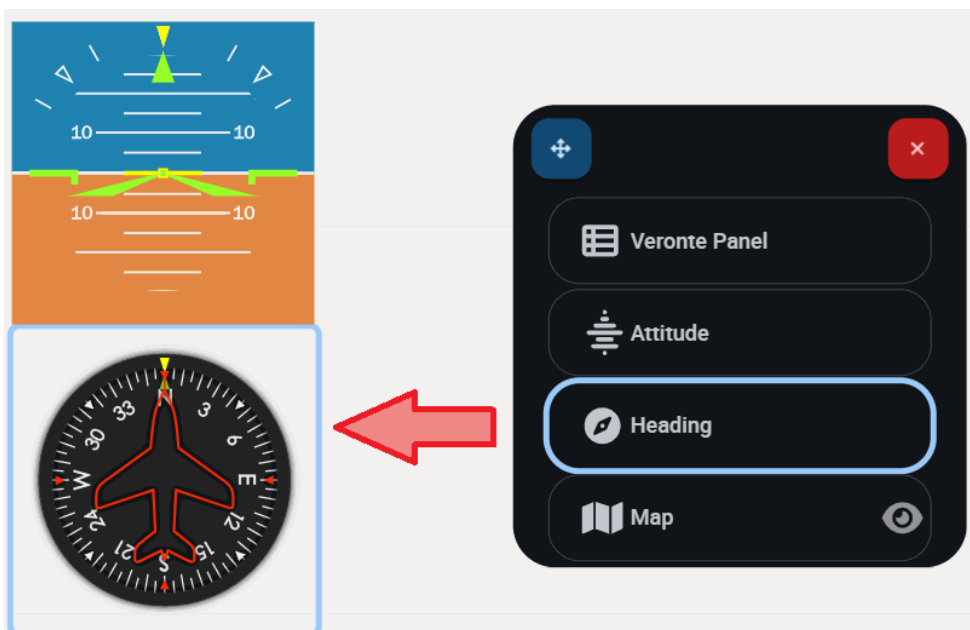 10 10
10 10
N
33 3
30 6
W E
24 12
21 15
S
Veronte Panel
Attitude
Heading
Map